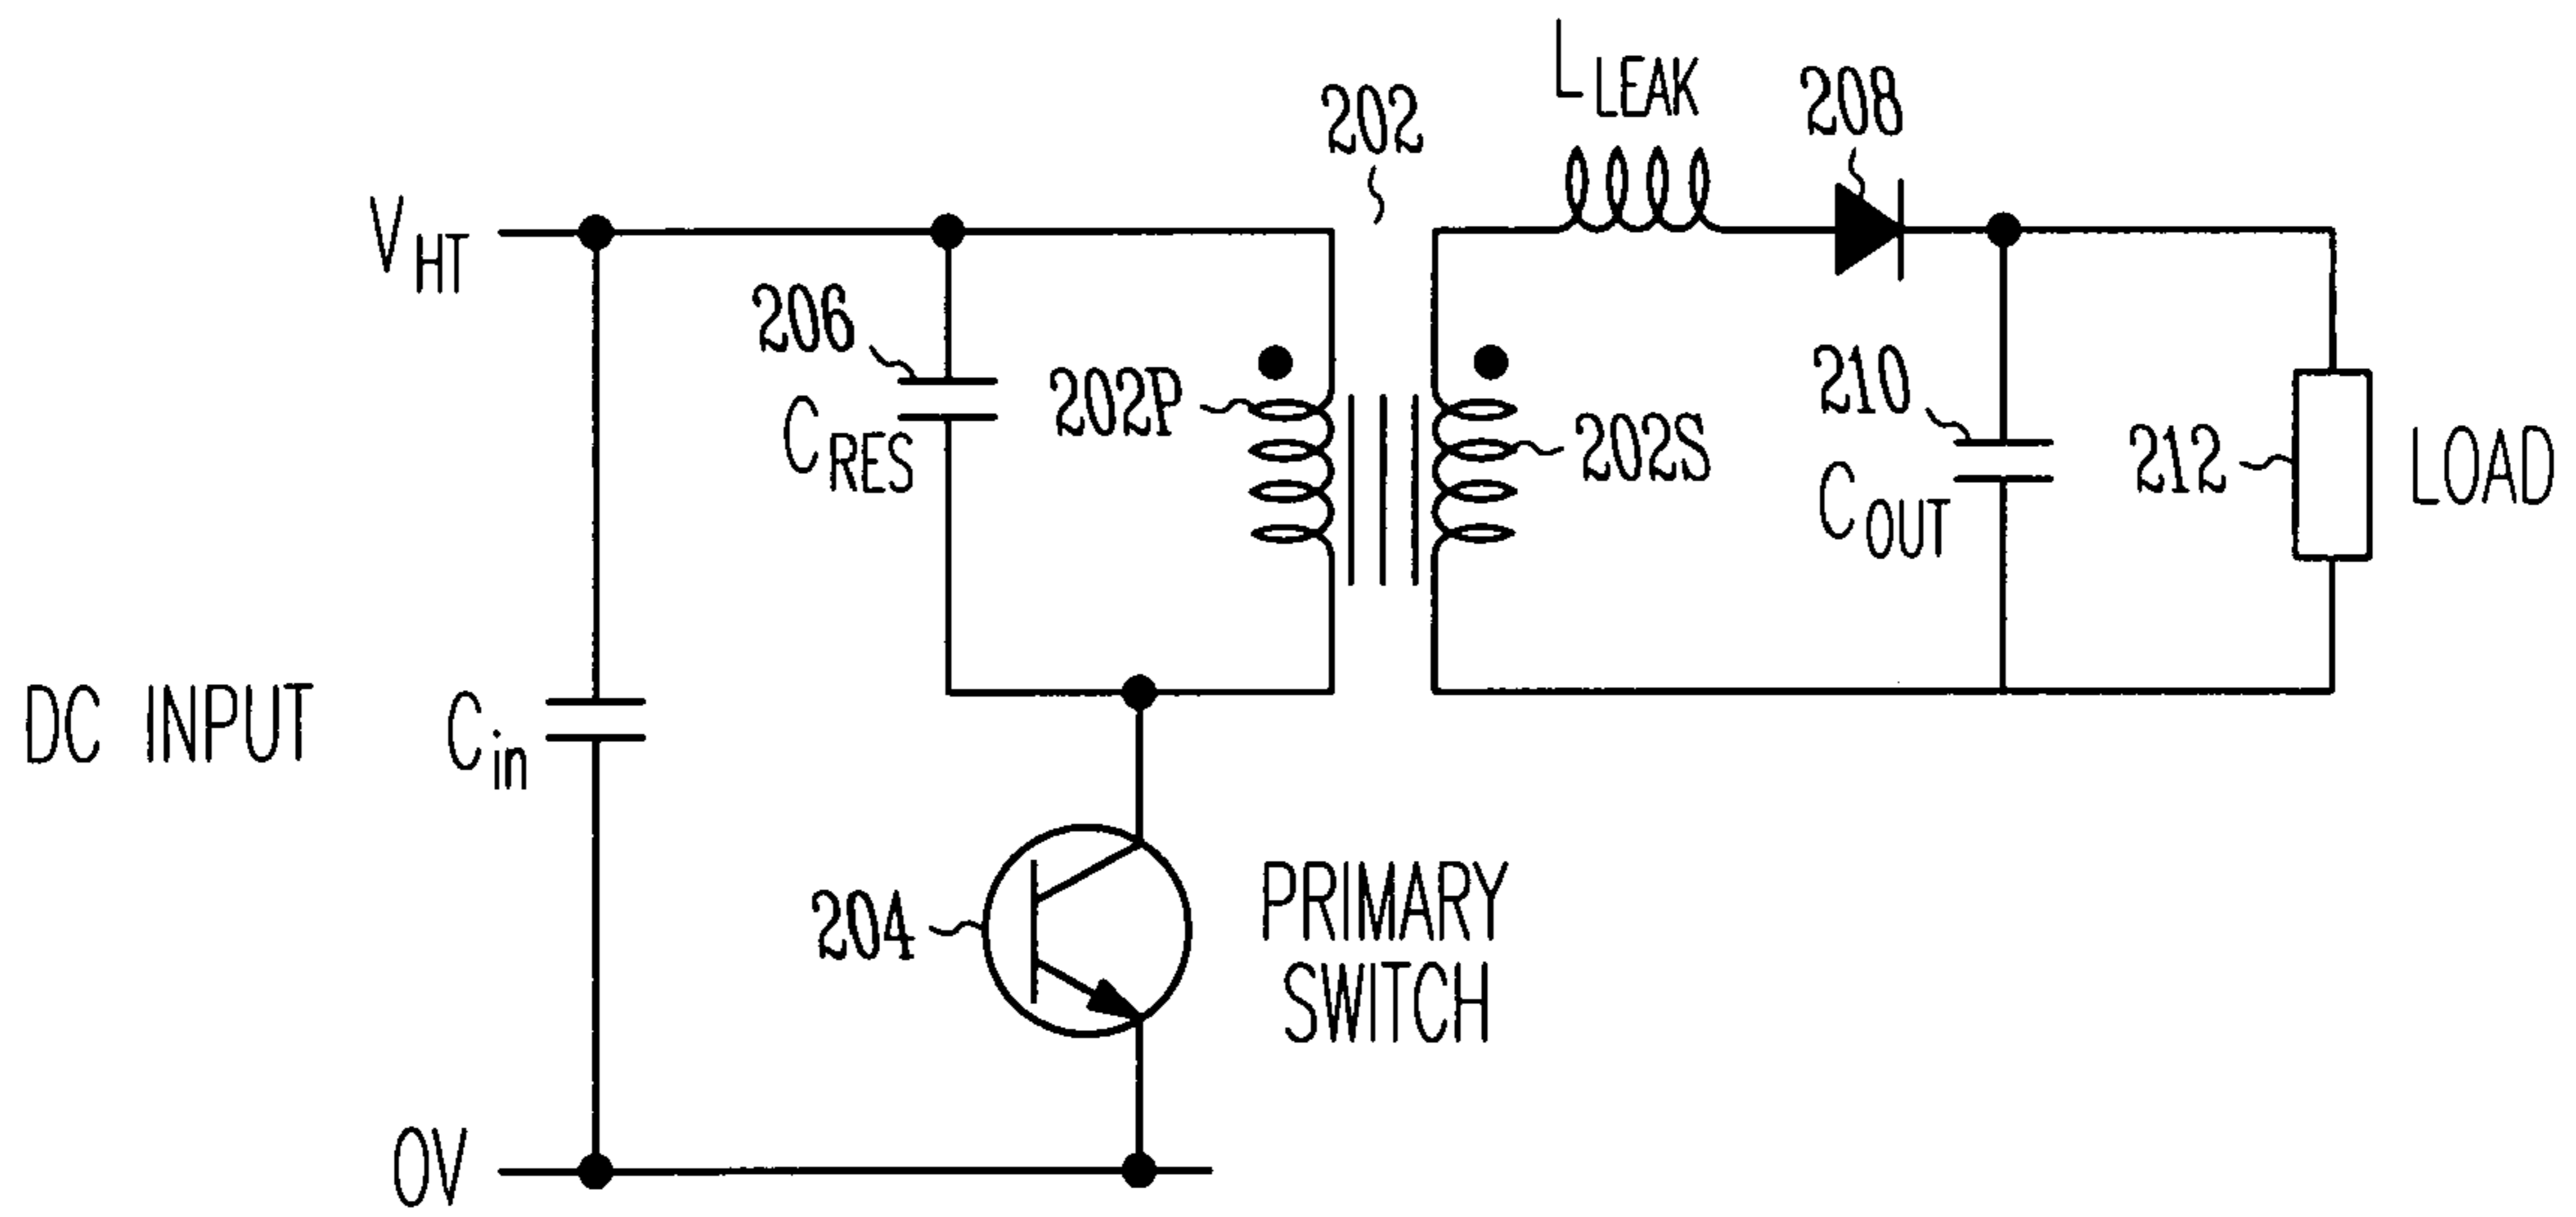 L LEAK
202
208
V HT
206
C RES
202P
202S
210
C OUT
212
LOAD
DC INPUT
C in
204
PRIMARY
SWITCH
0V